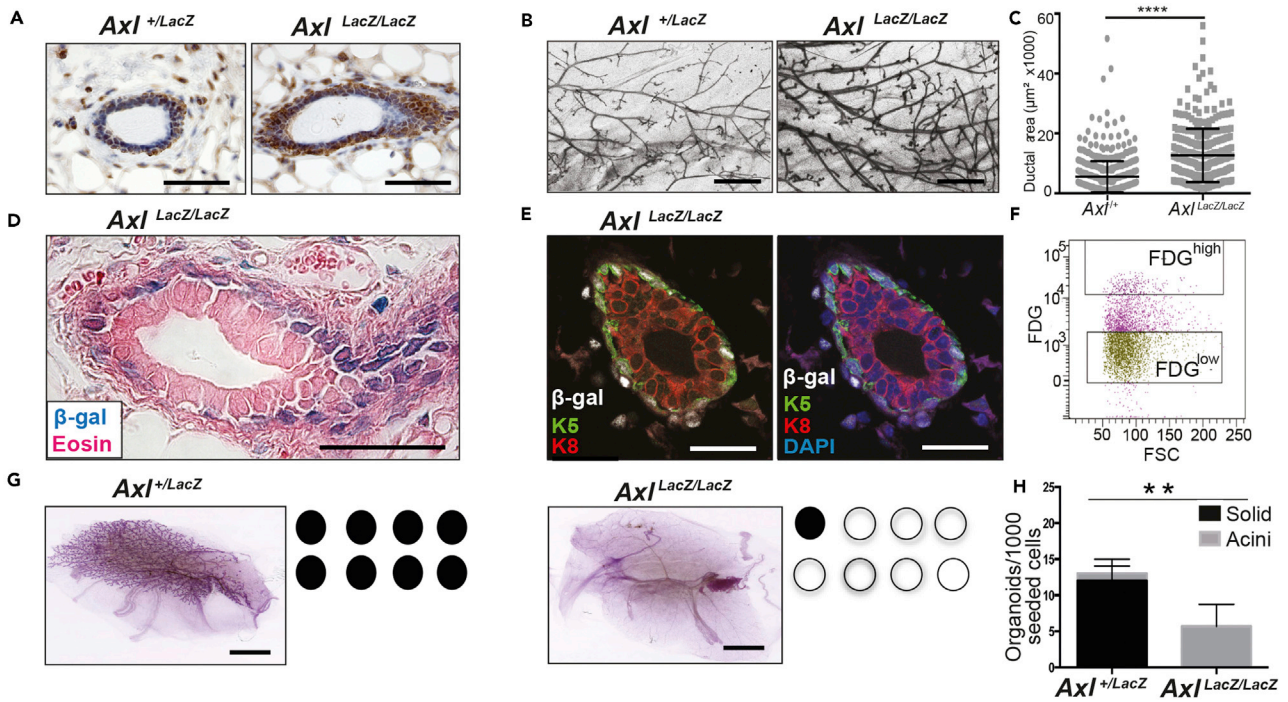 A
Axl +/LacZ
Axl LacZ/LacZ
B
Axl +/LacZ
Axl LacZ/LacZ
C
Ductal area (µm² x1000)
60
40
20
0
****
Axl /+
Axl LacZ/LacZ
D
Axl LacZ/LacZ
β-gal
Eosin
E
Axl LacZ/LacZ
β-gal
K5
K8
β-gal
K5
K8
DAPI
F
FDG
10⁵
10⁴
10³
0
FDG high
FDG low
50 100 150 200 250
FSC
G
Axl +/LacZ
Axl LacZ/LacZ
H
Organoids/1000
seeded cells
25
20
15
10
5
0
**
Solid
Acini
Axl +/LacZ
Axl LacZ/LacZ